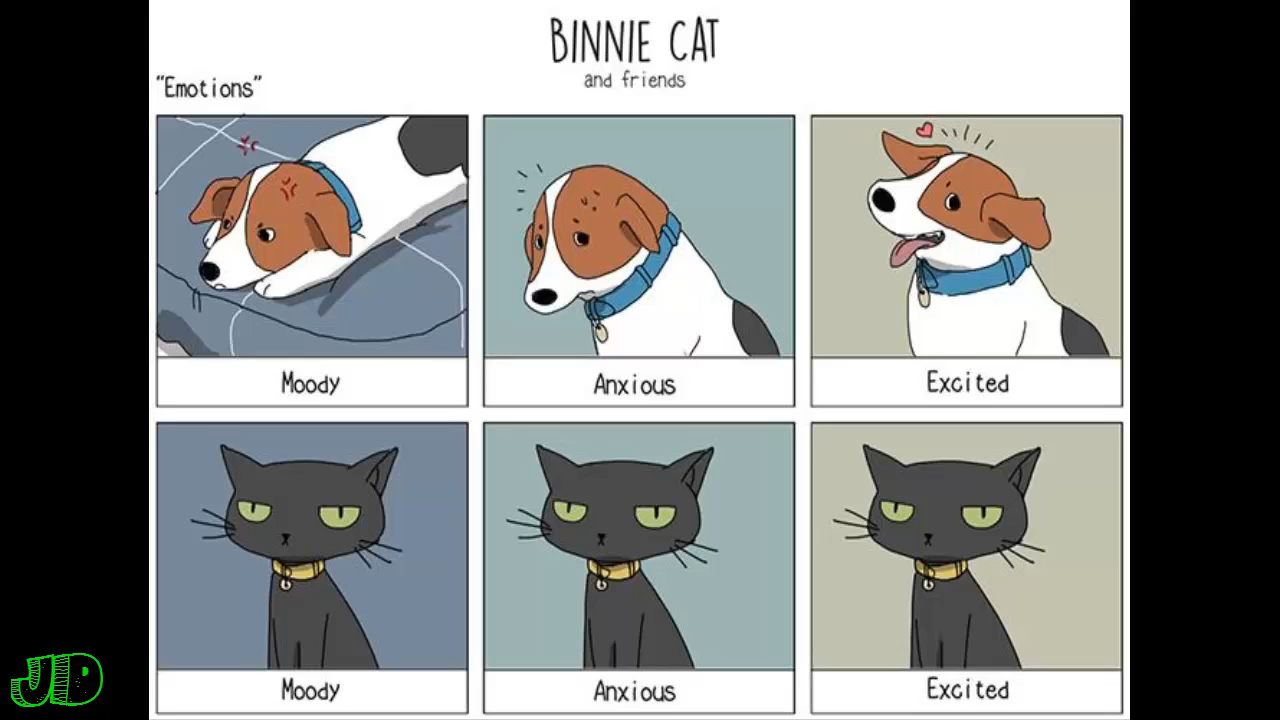 BINNIE CAT
and friends
"Emotions"
Moody
Anxious
Excited
Moody
Anxious
Excited
JD